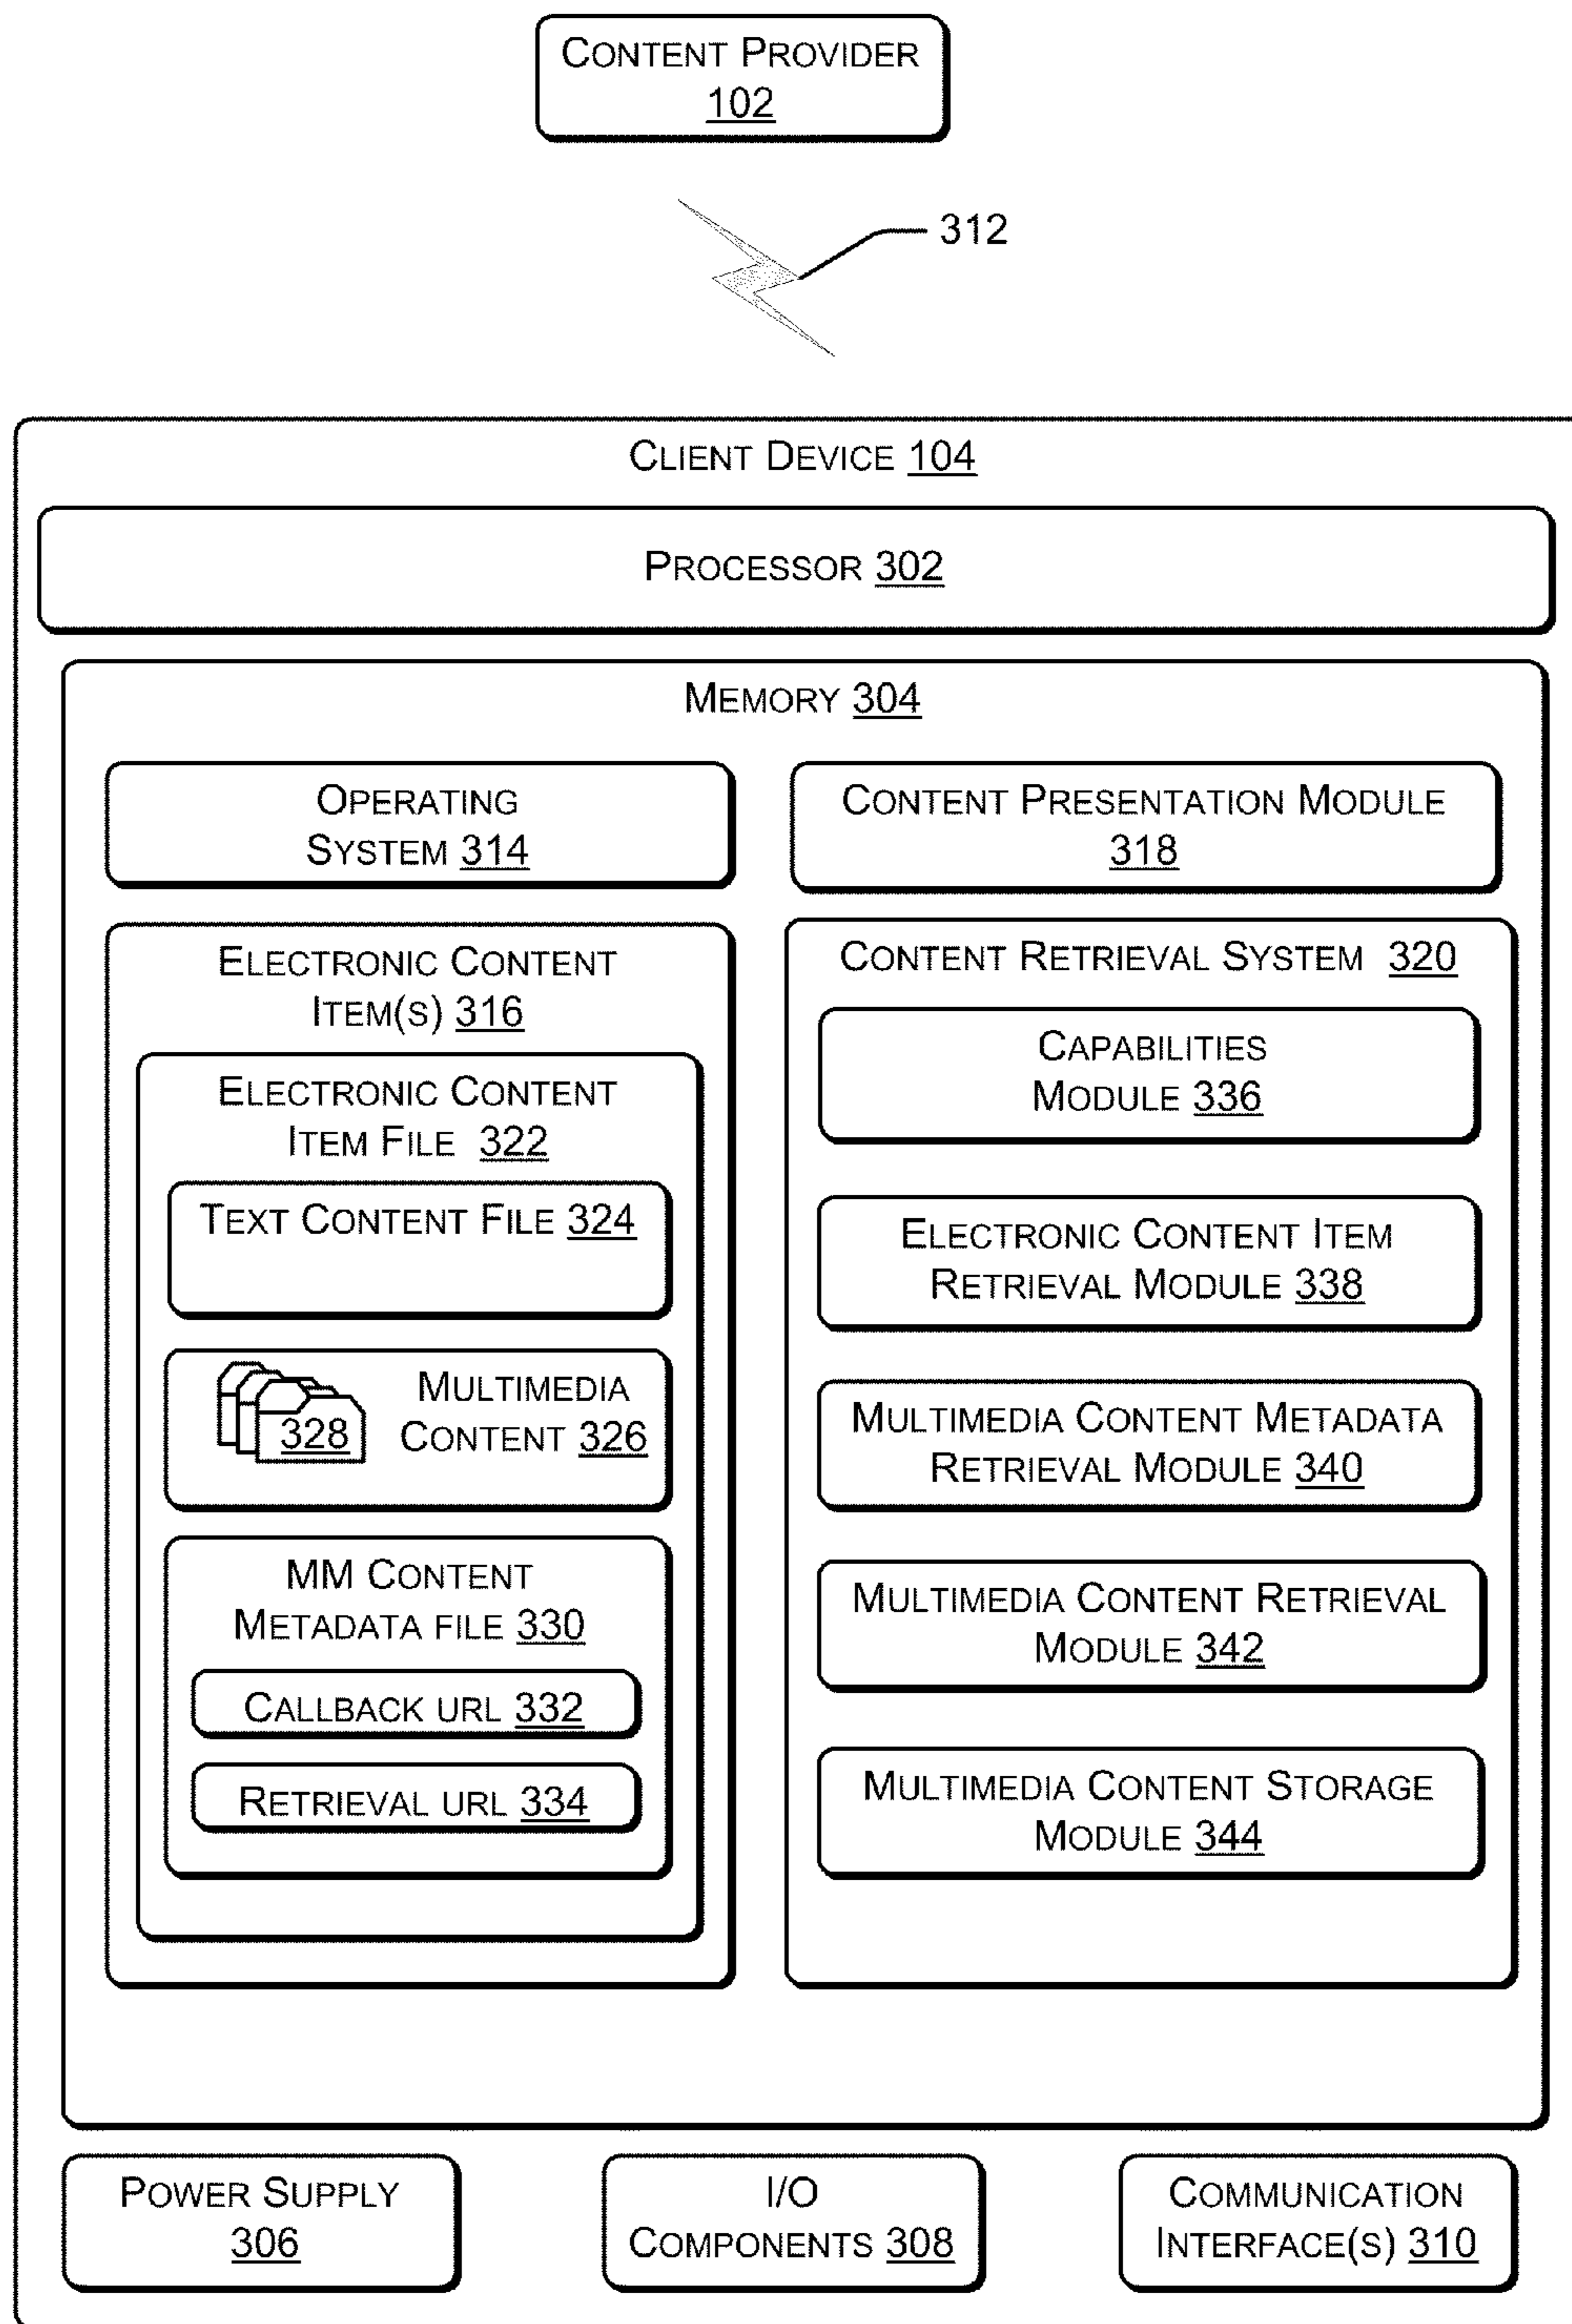 CONTENT PROVIDER
102
312
CLIENT DEVICE 104
PROCESSOR 302
MEMORY 304
OPERATING
SYSTEM 314
CONTENT PRESENTATION MODULE
318
ELECTRONIC CONTENT
ITEM(S) 316
ELECTRONIC CONTENT
ITEM FILE 322
TEXT CONTENT FILE 324
328
MULTIMEDIA
CONTENT 326
MM CONTENT
METADATA FILE 330
CALLBACK URL 332
RETRIEVAL URL 334
CONTENT RETRIEVAL SYSTEM 320
CAPABILITIES
MODULE 336
ELECTRONIC CONTENT ITEM
RETRIEVAL MODULE 338
MULTIMEDIA CONTENT METADATA
RETRIEVAL MODULE 340
MULTIMEDIA CONTENT RETRIEVAL
MODULE 342
MULTIMEDIA CONTENT STORAGE
MODULE 344
POWER SUPPLY
306
I/O
COMPONENTS 308
COMMUNICATION
INTERFACE(S) 310